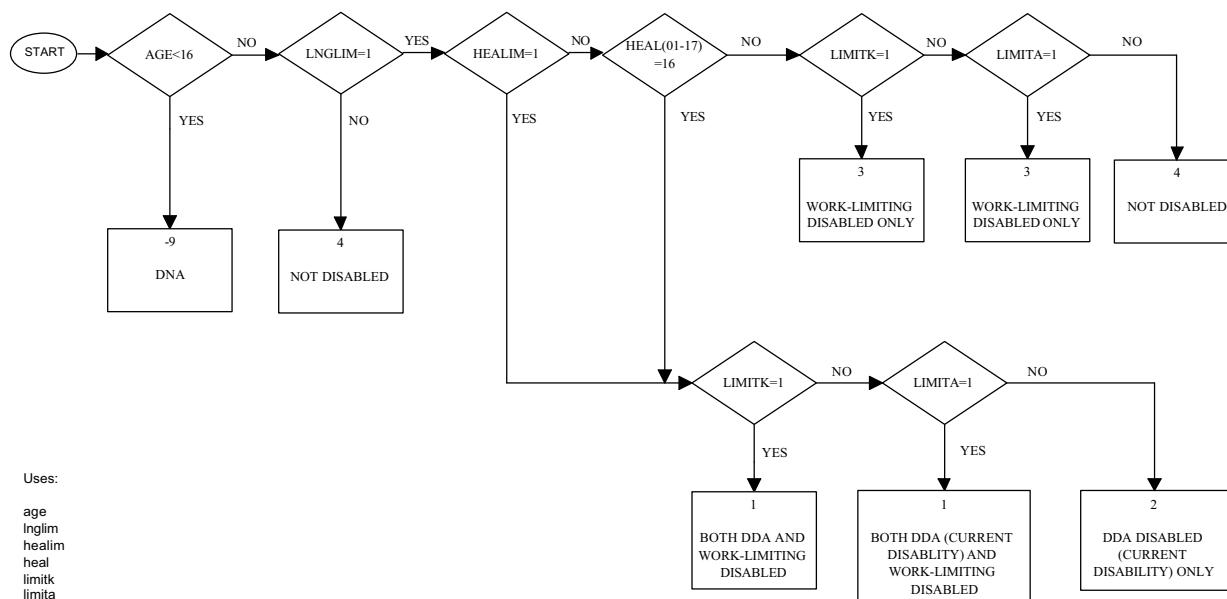 START
AGE<16
NO
LNGLIM=1
YES
HEALIM=1
NO
HEAL(01-17)
=16
NO
LIMITK=1
NO
LIMITA=1
NO
YES
NO
YES
YES
YES
YES
3
WORK-LIMITING
DISABLED ONLY
3
WORK-LIMITING
DISABLED ONLY
4
NOT DISABLED
-9
DNA
4
NOT DISABLED
LIMITK=1
NO
LIMITA=1
NO
YES
YES
1
BOTH DDA AND
WORK-LIMITING
DISABLED
1
BOTH DDA (CURRENT
DISABLITY) AND
WORK-LIMITING
DISABLED
2
DDA DISABLED
(CURRENT
DISABILITY) ONLY
Uses:
age
lnglim
healim
heal
limitk
limita